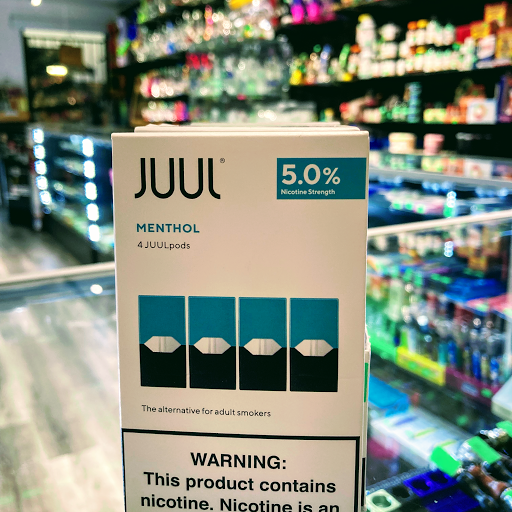 JUUL®
5.0%
Nicotine Strength
MENTHOL
4 JUULpods
The alternative for adult smokers
WARNING:
This product contains
nicotine. Nicotine is an